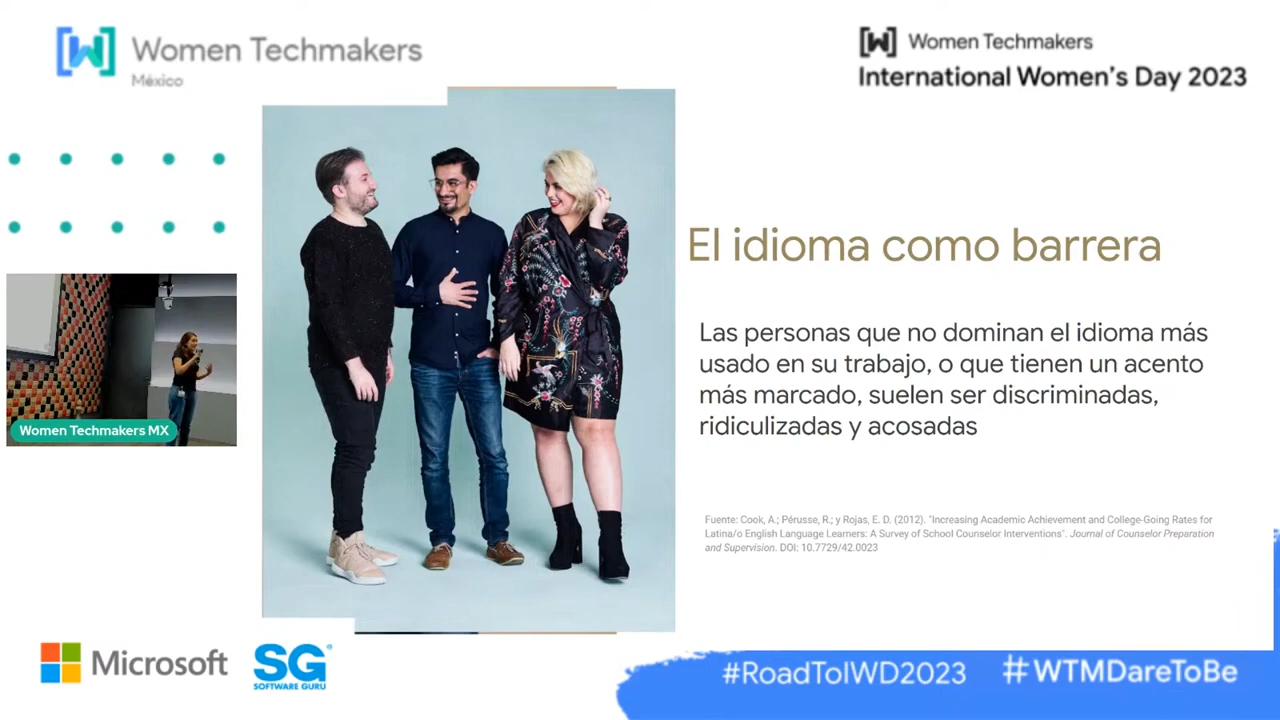 Women Techmakers
México
Women Techmakers
International Women's Day 2023
El idioma como barrera
Las personas que no dominan el idioma más
usado en su trabajo, o que tienen un acento
más marcado, suelen ser discriminadas,
ridiculizadas y acosadas
Women Techmakers MX
Fuente: Cook, A.; Pérusse, R.; y Rojas, E. D. (2012). "Increasing Academic Achievement and College-Going Rates for
Latina/o English Language Learners: A Survey of School Counselor Interventions". Journal of Counselor Preparation
and Supervision. DOI: 10.7729/42.0023
Microsoft
SG
SOFTWARE GURU
#RoadToIWD2023
#WTMDareToBe